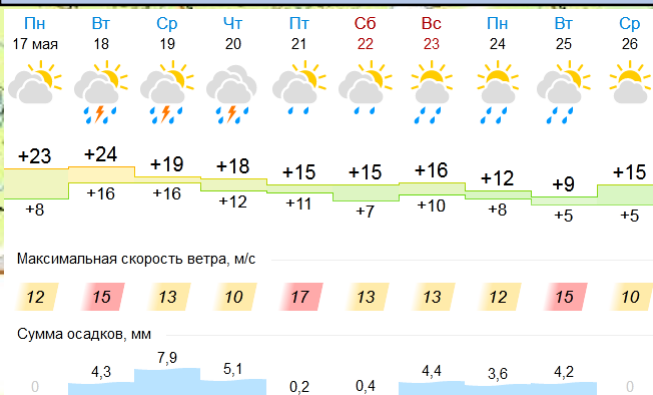 Пн Вт Ср Чт Пт Сб Вс Пн Вт Ср
17 мая 18 19 20 21 22 23 24 25 26
+23 +24 +19 +18 +15 +15 +16 +12 +9 +15
+8 +16 +16 +12 +11 +7 +10 +8 +5 +5
Максимальная скорость ветра, м/с
12 15 13 10 17 13 13 12 15 10
Сумма осадков, мм
0 4,3 7,9 5,1 0,2 0,4 4,4 3,6 4,2 0